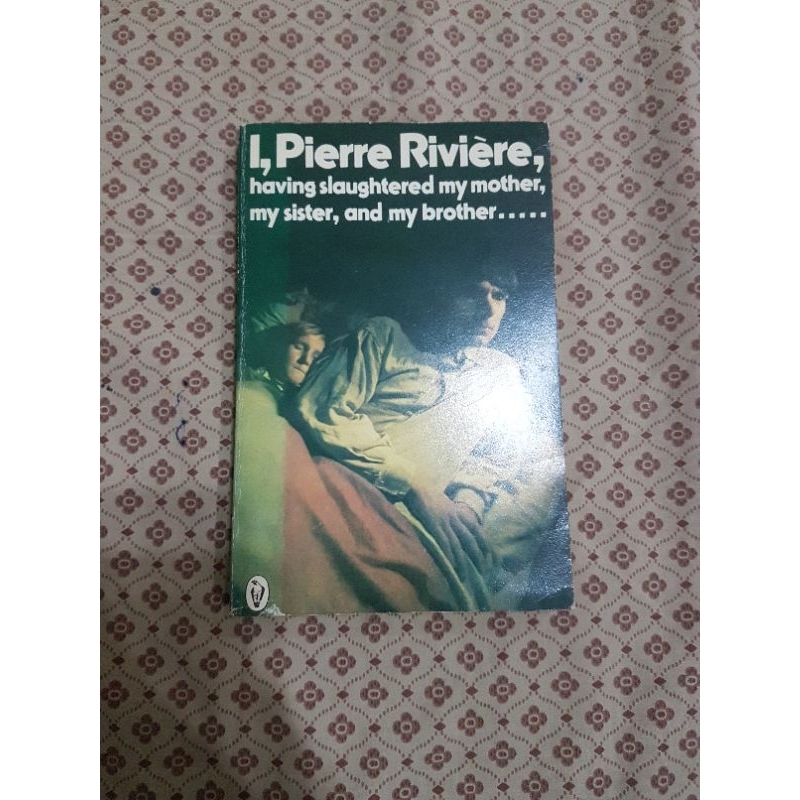 I, Pierre Rivière,
having slaughtered my mother,
my sister, and my brother.....